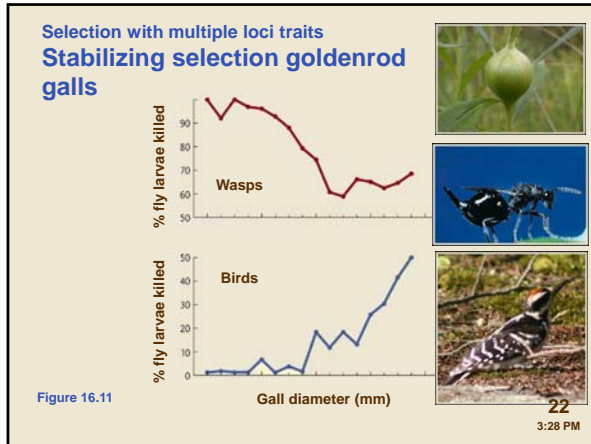 Selection with multiple loci traits
Stabilizing selection goldenrod
galls
% fly larvae killed
90
80
70
60
50
Wasps
% fly larvae killed
50
40
30
20
10
0
Birds
Figure 16.11
Gall diameter (mm)
22
3:28 PM